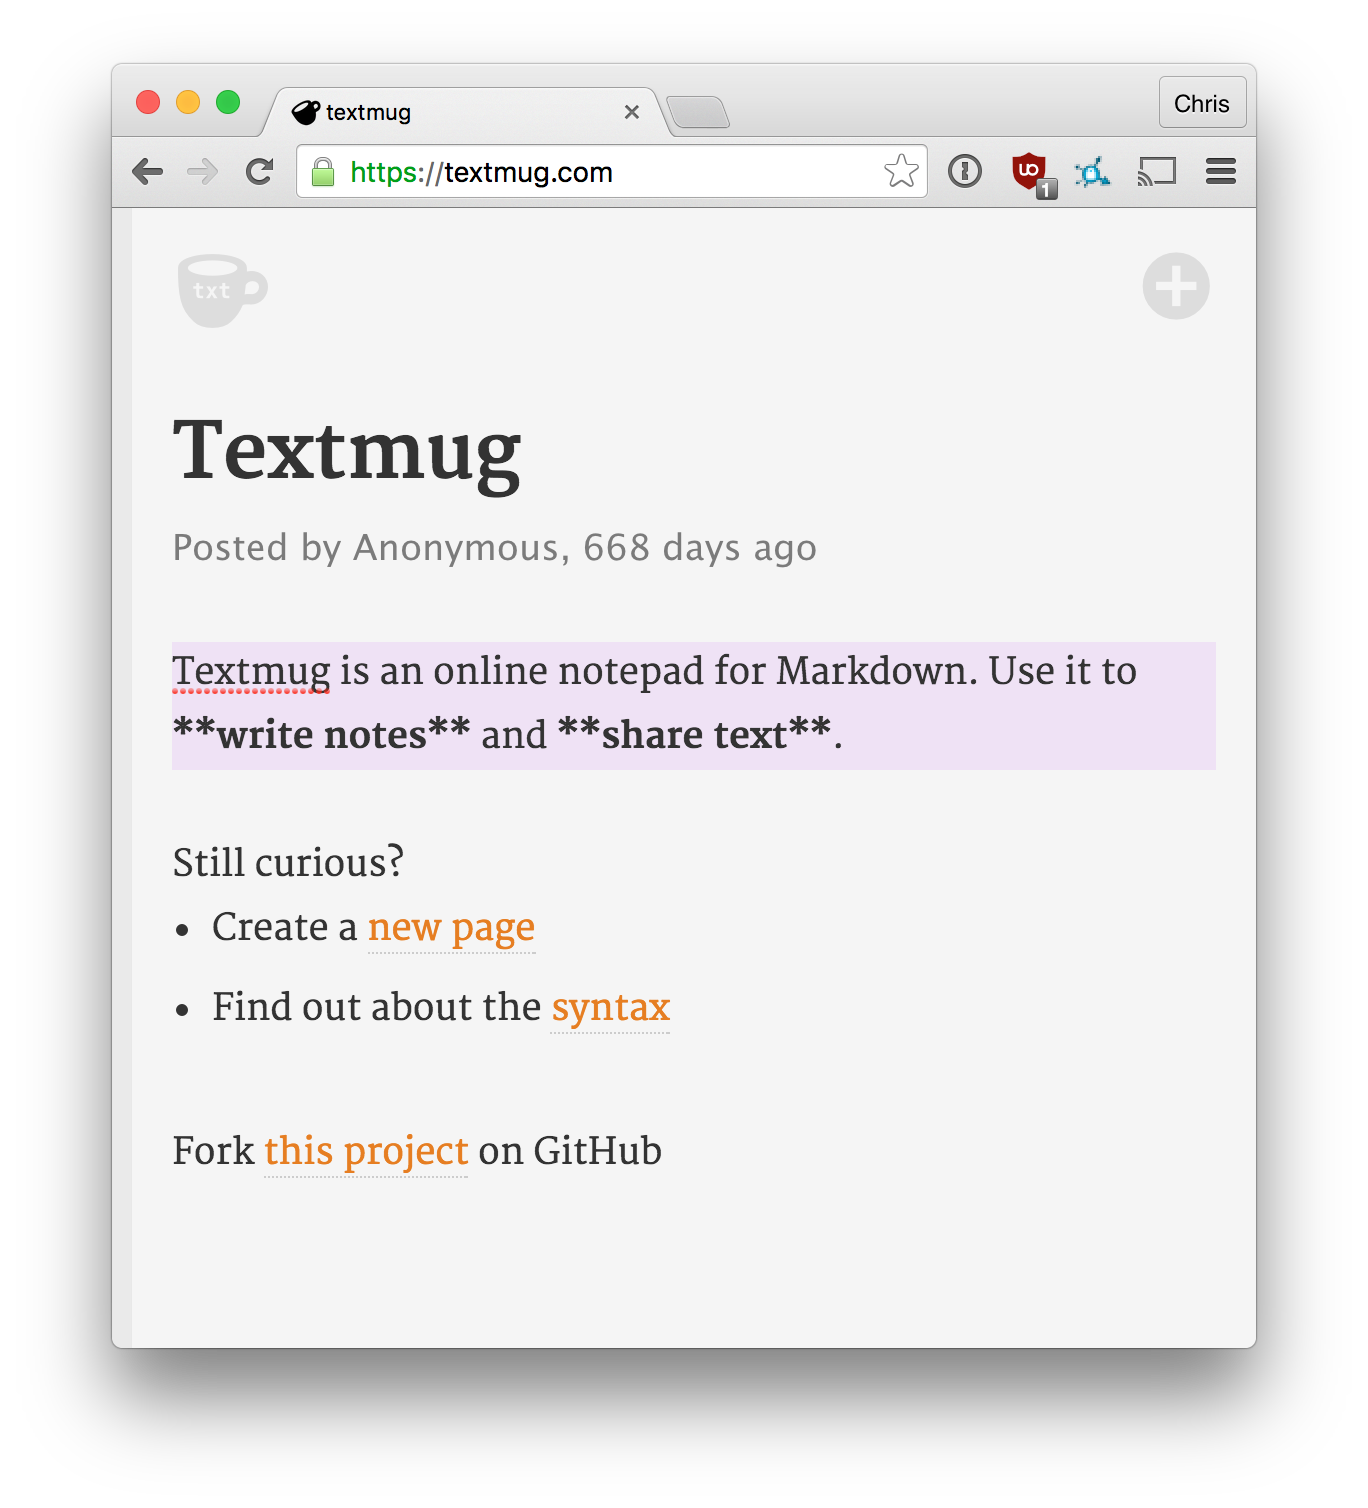 textmug
Chris
https://textmug.com
1
txt
Textmug
Posted by Anonymous, 668 days ago
Textmug is an online notepad for Markdown. Use it to
**write notes** and **share text**.
Still curious?
• Create a new page
• Find out about the syntax
Fork this project on GitHub